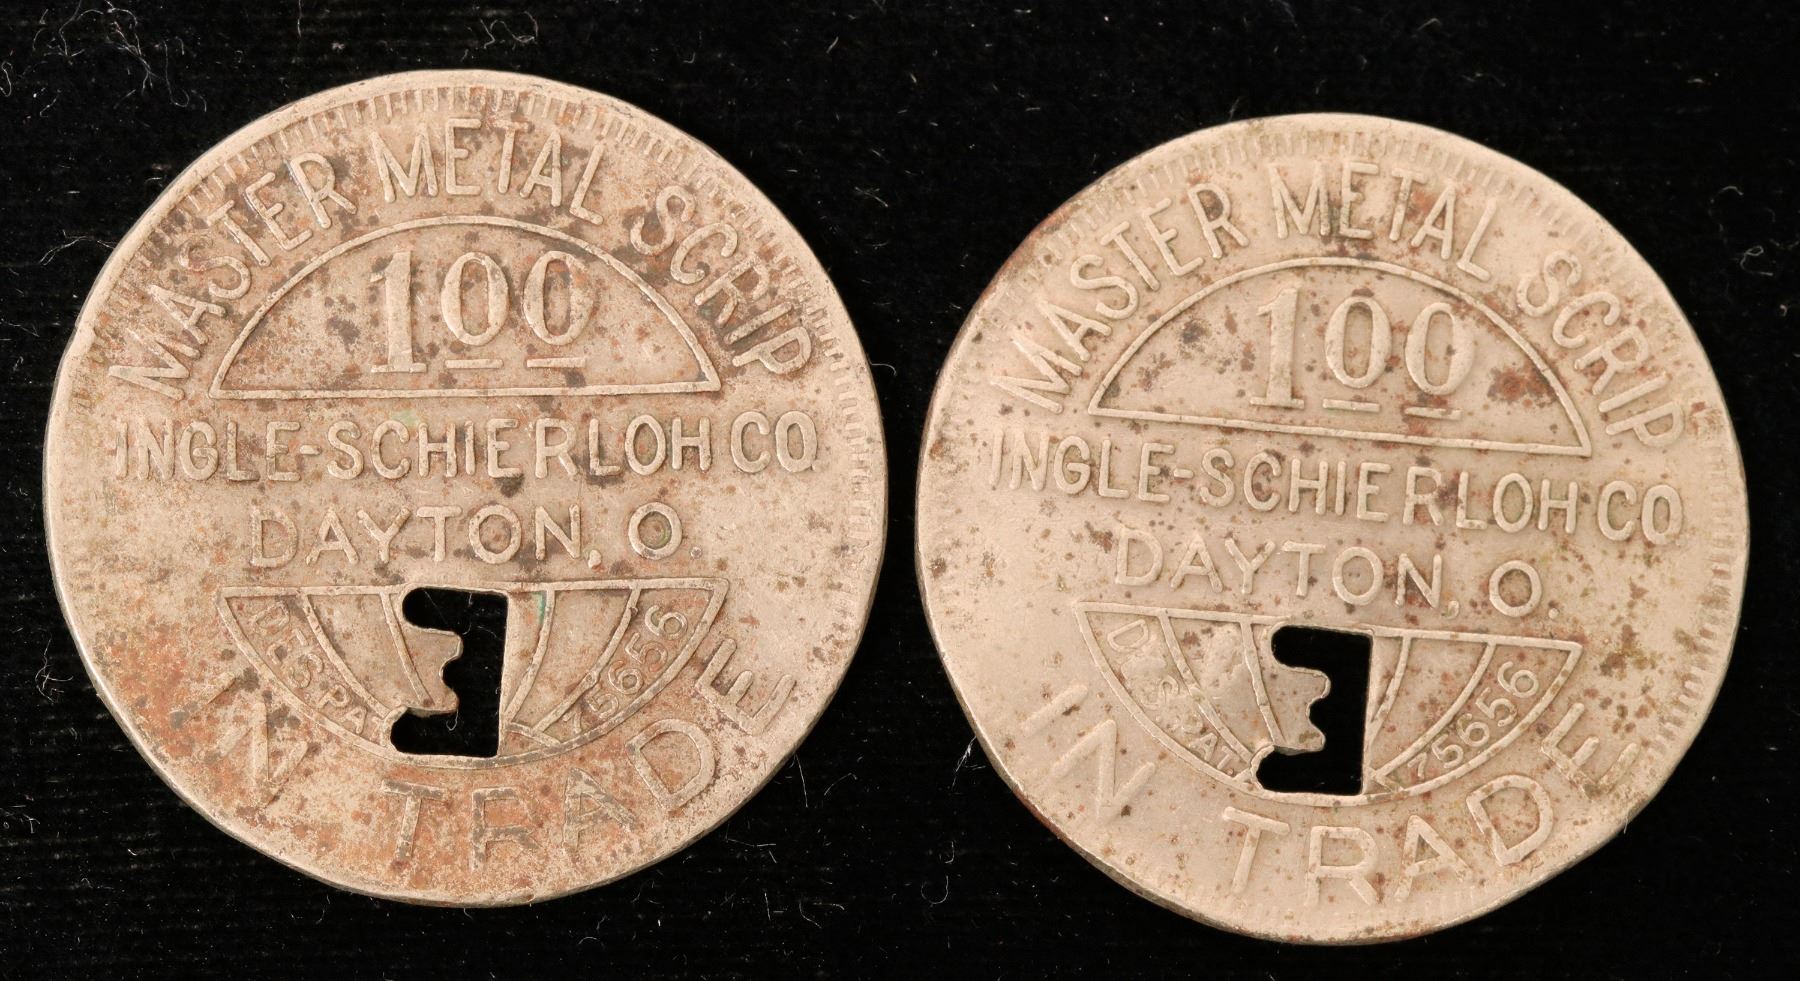 MASTER METAL SCRIP
100
INGLE-SCHIERLOH CO.
DAYTON, O.
DES. PAT. 75656
IN TRADE
MASTER METAL SCRIP
100
INGLE-SCHIERLOH CO
DAYTON, O.
DES. PAT. 75656
IN TRADE